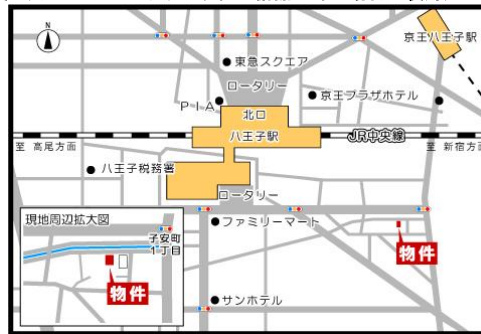 N
京王八王子駅
東急スクエア
ロータリー
京王プラザホテル
PIA
北口
八王子駅
JR中央線
至 高尾方面
至 新宿方面
八王子税務署
ロータリー
ファミリーマート
現地周辺拡大図
子安町
1丁目
物件
物件
サンホテル